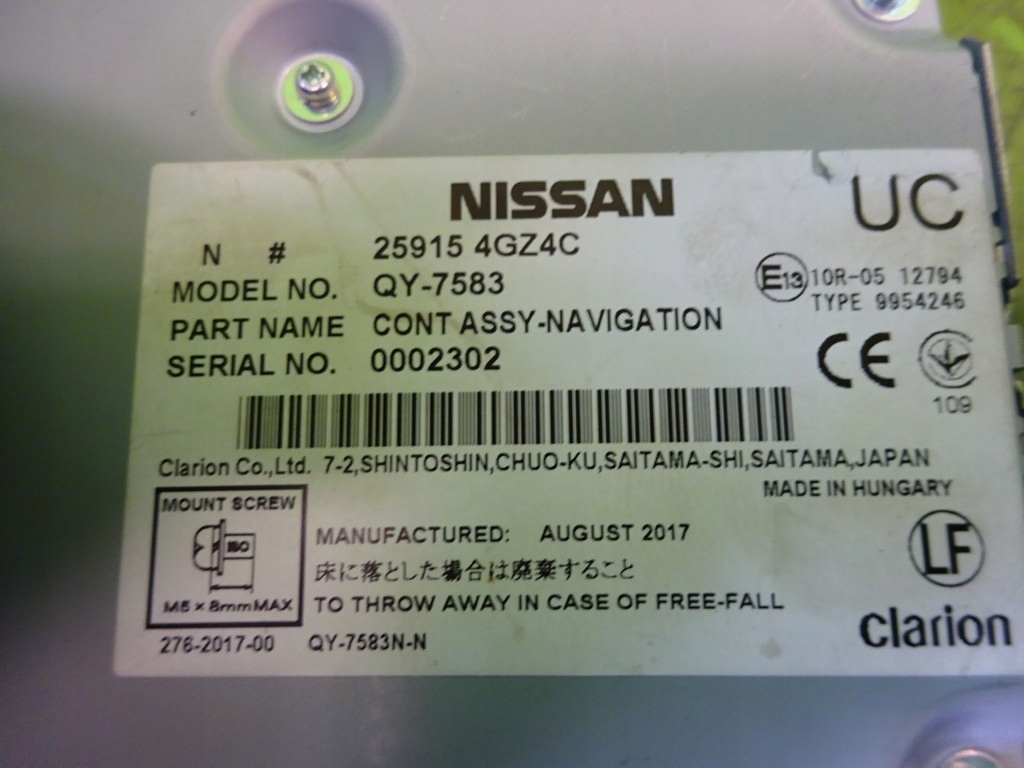 NISSAN
UC
N # 25915 4GZ4C
MODEL NO. QY-7583
E13 10R-05 12794
TYPE 9954246
PART NAME CONT ASSY-NAVIGATION
SERIAL NO. 0002302
CE
109
Clarion Co.,Ltd. 7-2,SHINTOSHIN,CHUO-KU,SAITAMA-SHI,SAITAMA,JAPAN
MADE IN HUNGARY
MOUNT SCREW
ISO
M5 × 8mmMAX
MANUFACTURED: AUGUST 2017
床に落とした場合は廃棄すること
TO THROW AWAY IN CASE OF FREE-FALL
LF
clarion
276-2017-00 QY-7583N-N